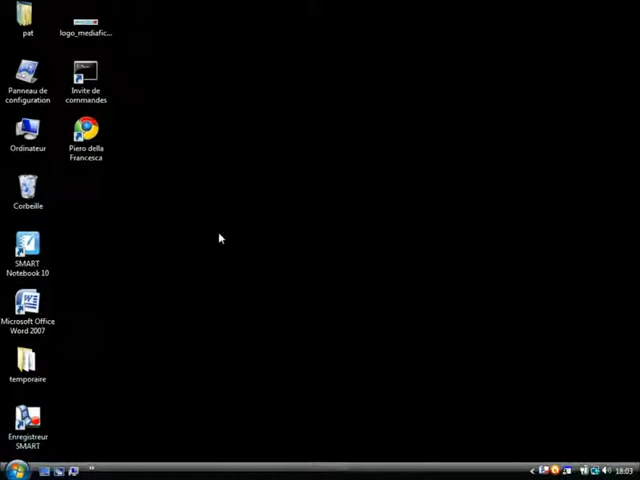 pat
logo_mediafic...
Panneau de
configuration
Invite de
commandes
Ordinateur
Piero della
Francesca
Corbeille
SMART
Notebook 10
Microsoft Office
Word 2007
temporaire
Enregistreur
SMART
18:03